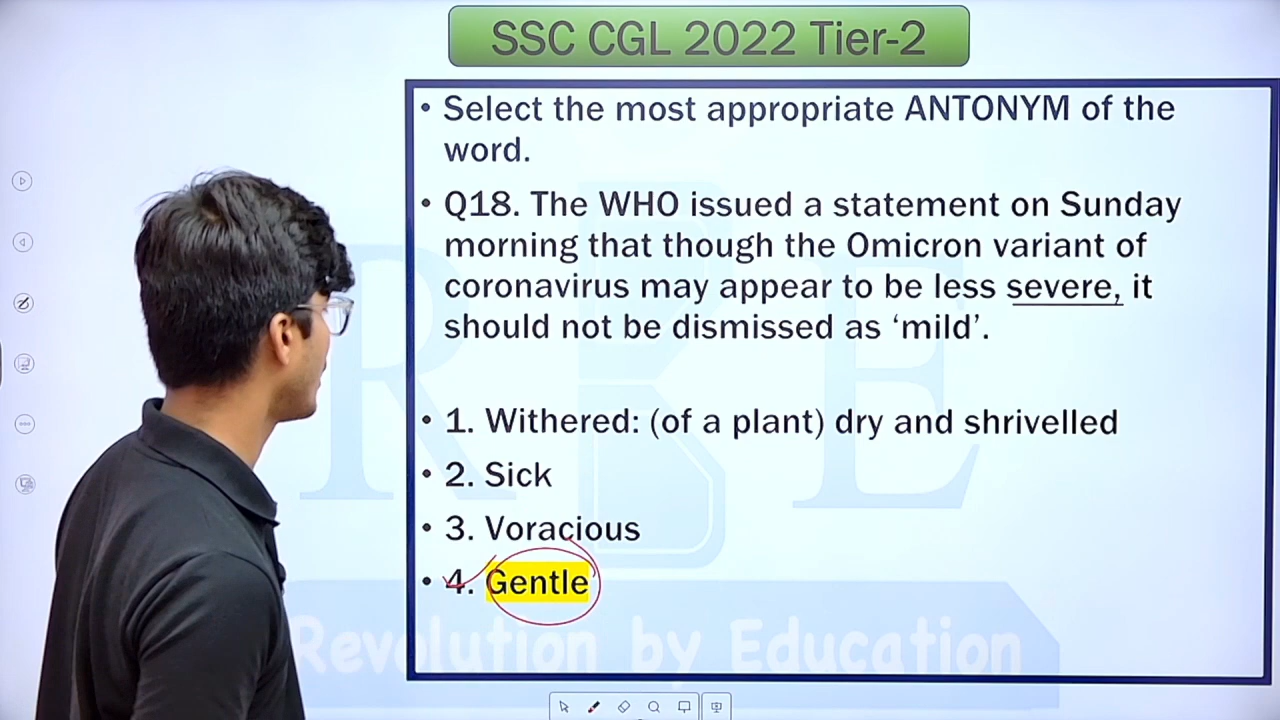 SSC CGL 2022 Tier-2
• Select the most appropriate ANTONYM of the
word.
• Q18. The WHO issued a statement on Sunday
morning that though the Omicron variant of
coronavirus may appear to be less severe, it
should not be dismissed as ‘mild’.
• 1. Withered: (of a plant) dry and shrivelled
• 2. Sick
• 3. Voracious
• 4. Gentle
RBE
Revolution by Education